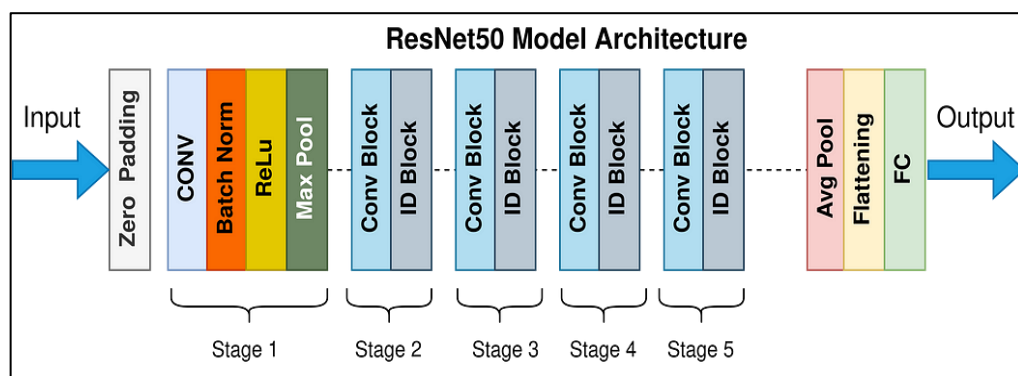 ResNet50 Model Architecture
Input
Zero Padding
CONV
Batch Norm
ReLu
Max Pool
Conv Block
ID Block
Conv Block
ID Block
Conv Block
ID Block
Conv Block
ID Block
Avg Pool
Flattening
FC
Output
Stage 1
Stage 2
Stage 3
Stage 4
Stage 5